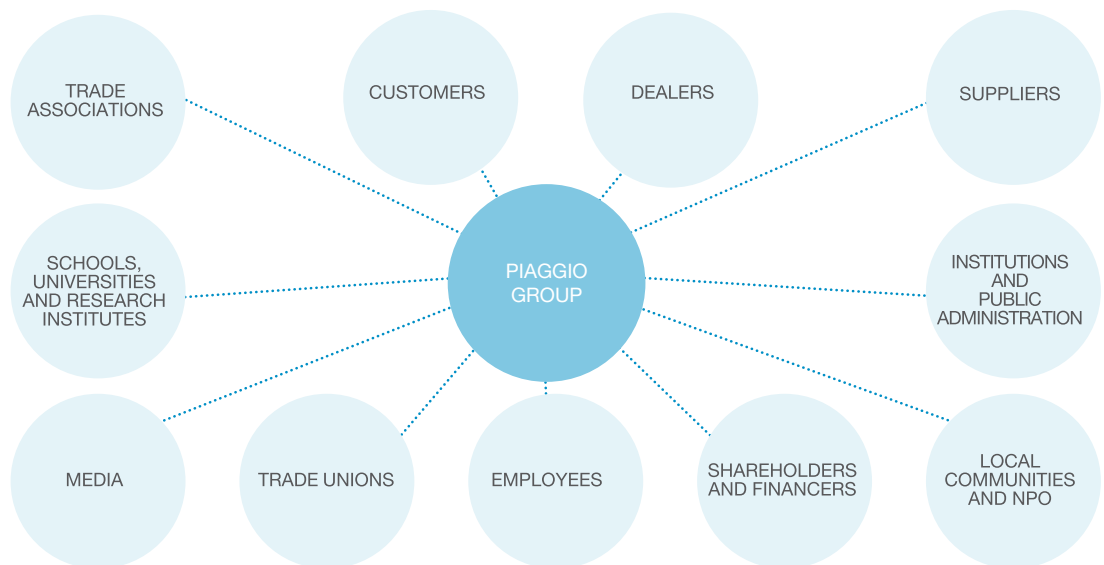 TRADE
ASSOCIATIONS
CUSTOMERS
DEALERS
SUPPLIERS
SCHOOLS,
UNIVERSITIES
AND RESEARCH
INSTITUTES
PIAGGIO
GROUP
INSTITUTIONS
AND
PUBLIC
ADMINISTRATION
MEDIA
TRADE UNIONS
EMPLOYEES
SHAREHOLDERS
AND FINANCERS
LOCAL
COMMUNITIES
AND NPO